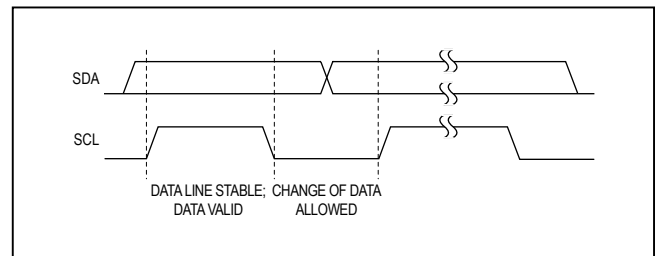 SDA
SCL
DATA LINE STABLE; CHANGE OF DATA
DATA VALID ALLOWED